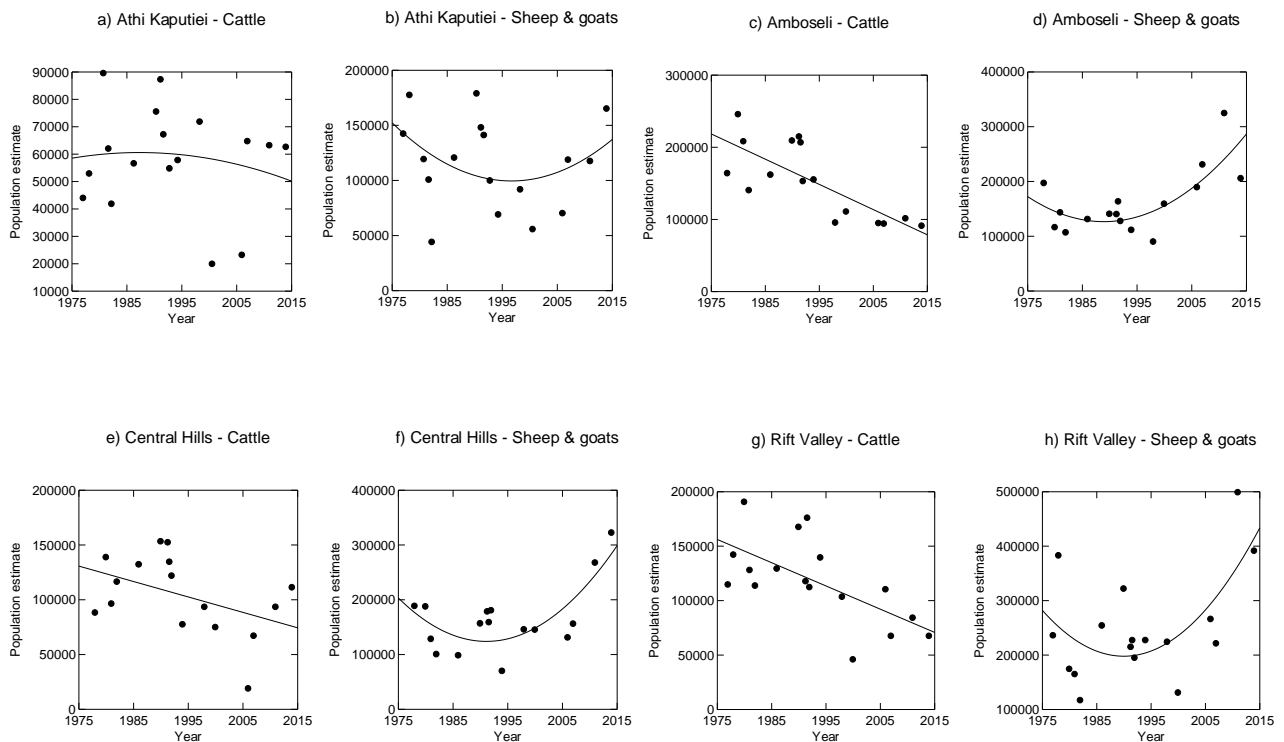 a) Athi Kaputiei - Cattle
90000
80000
70000
60000
50000
40000
30000
20000
10000
Population estimate
1975 1985 1995 2005 2015
Year
b) Athi Kaputiei - Sheep & goats
200000
150000
100000
50000
0
Population estimate
1975 1985 1995 2005 2015
Year
c) Amboseli - Cattle
300000
200000
100000
0
Population estimate
1975 1985 1995 2005 2015
Year
d) Amboseli - Sheep & goats
400000
300000
200000
100000
0
Population estimate
1975 1985 1995 2005 2015
Year
e) Central Hills - Cattle
200000
150000
100000
50000
0
Population estimate
1975 1985 1995 2005 2015
Year
f) Central Hills - Sheep & goats
400000
300000
200000
100000
0
Population estimate
1975 1985 1995 2005 2015
Year
g) Rift Valley - Cattle
200000
150000
100000
50000
0
Population estimate
1975 1985 1995 2005 2015
Year
h) Rift Valley - Sheep & goats
500000
400000
300000
200000
100000
Population estimate
1975 1985 1995 2005 2015
Year